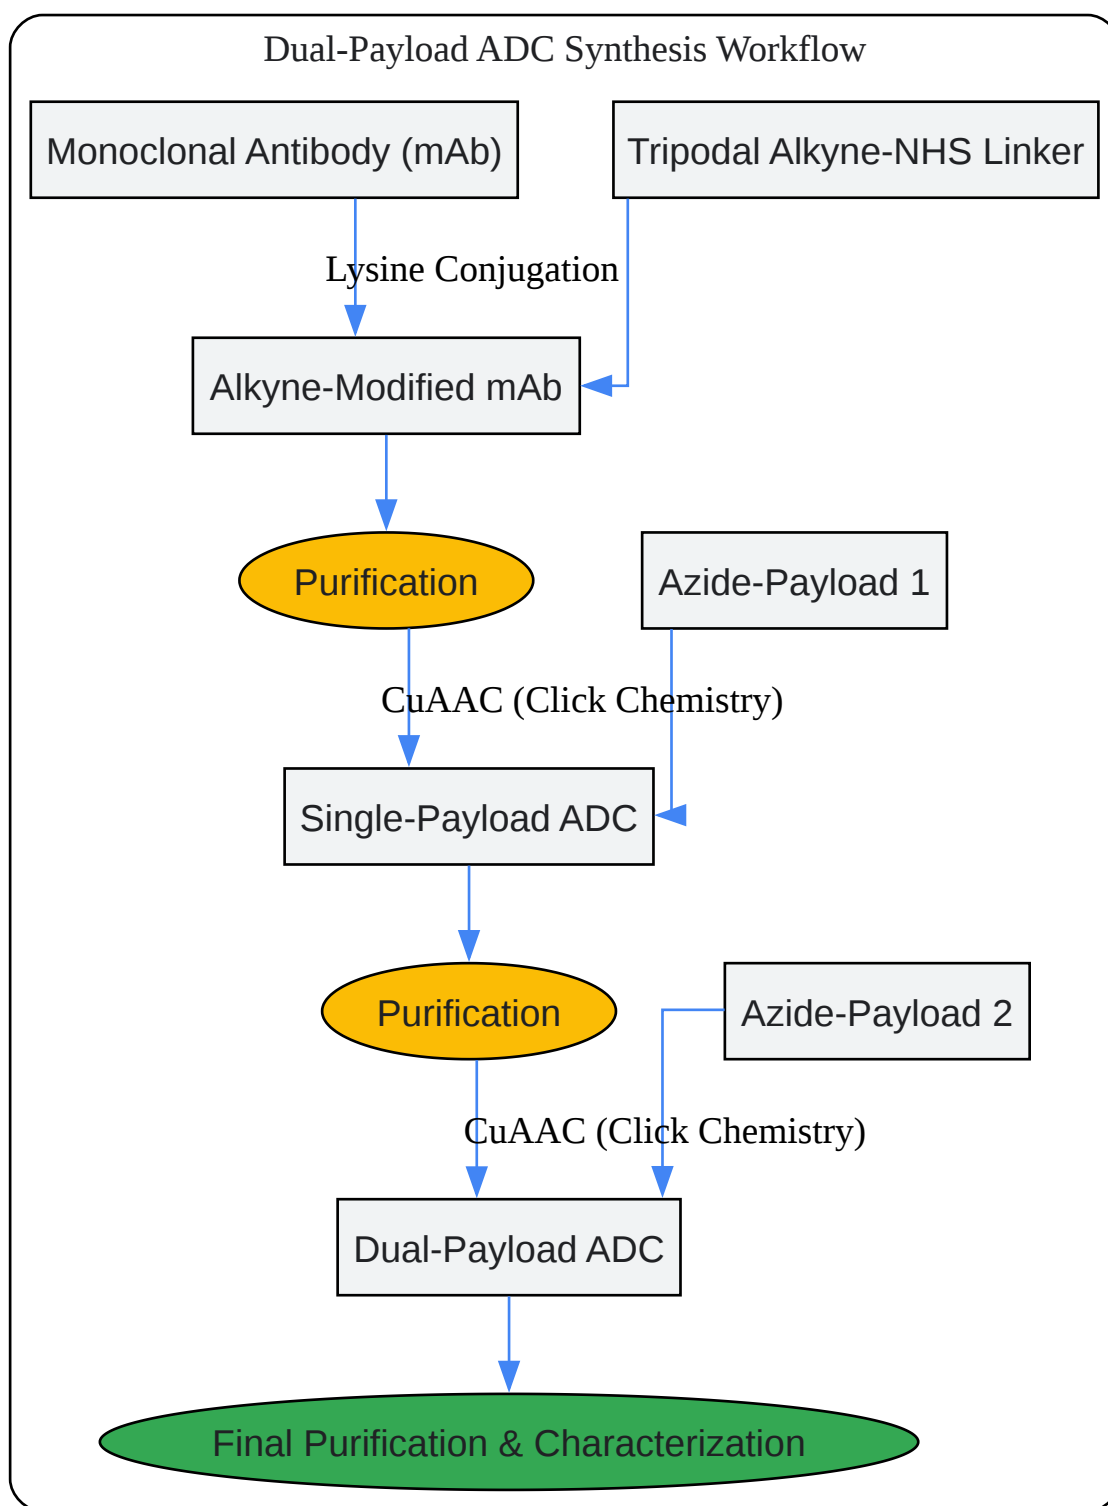 Dual-Payload ADC Synthesis Workflow
Monoclonal Antibody (mAb)
Tripodal Alkyne-NHS Linker
Lysine Conjugation
Alkyne-Modified mAb
Purification
Azide-Payload 1
CuAAC (Click Chemistry)
Single-Payload ADC
Purification
Azide-Payload 2
CuAAC (Click Chemistry)
Dual-Payload ADC
Final Purification & Characterization